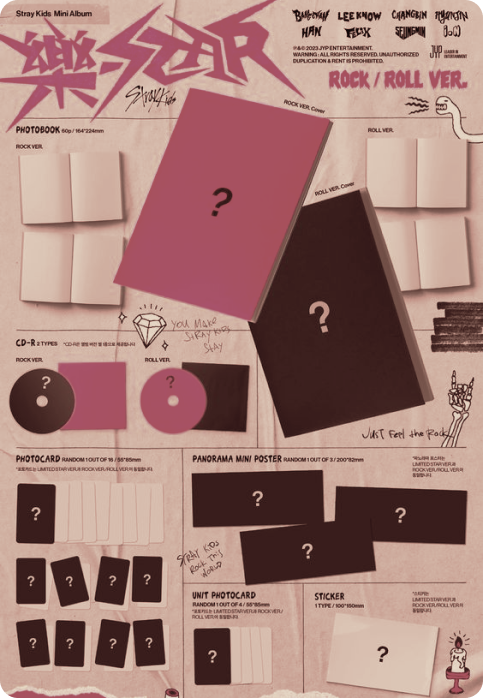 Stray Kids Mini Album
樂-STAR
Stray Kids
BANGCHAN LEE KNOW CHANGBIN HYUNJIN
HAN FELIX SEUNGMIN I.N
℗&© 2023 JYP ENTERTAINMENT.
WARNING : ALL RIGHTS RESERVED. UNAUTHORIZED
DUPLICATION & RENT IS PROHIBITED.
JYP
ROCK / ROLL VER.
PHOTOBOOK 60p / 164*224mm
ROCK VER.
ROCK VER. Cover
ROLL VER.
ROLL VER. Cover
?
?
YOU MAKE
STRAY KIDS
STAY
CD-R 2 TYPES
ROCK VER.
ROLL VER.
?
?
JUST Feel the Rock
PHOTOCARD RANDOM 1 OUT OF 16 / 55*85mm
PANORAMA MINI POSTER RANDOM 1 OUT OF 3 / 200*82mm
?
?
?
?
? ? ? ?
? ? ? ?
STRAY KIDS
ROCK THIS
WORLD
UNIT PHOTOCARD
RANDOM 1 OUT OF 4 / 55*85mm
?
STICKER
1 TYPE / 100*150mm
?